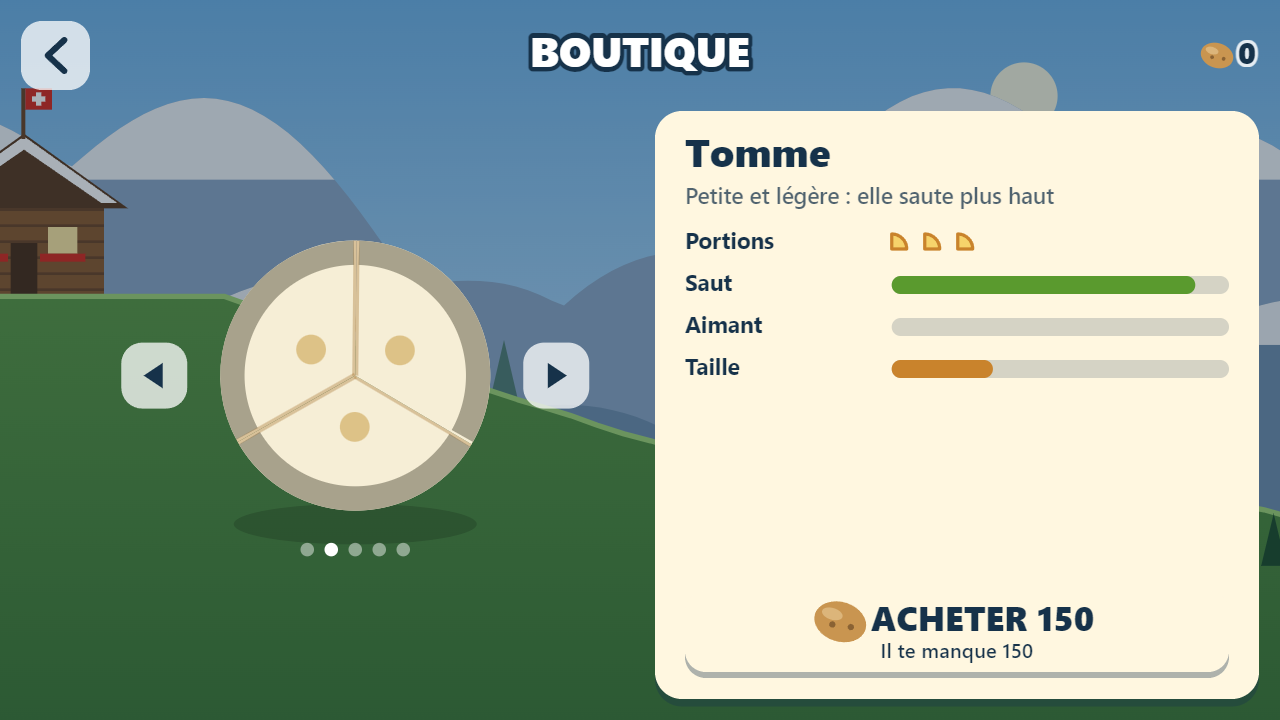 BOUTIQUE
0
Tomme
Petite et légère : elle saute plus haut
Portions
Saut
Aimant
Taille
ACHETER 150
Il te manque 150